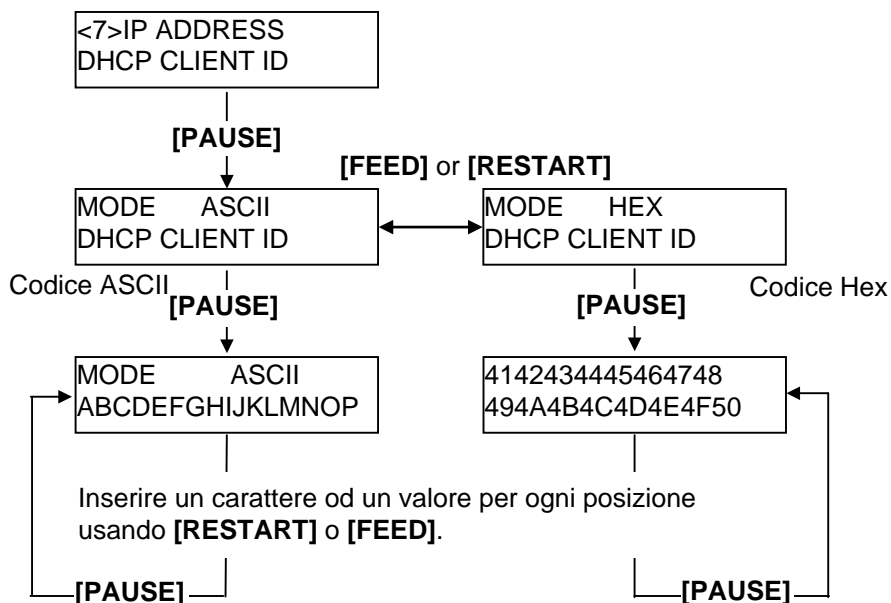 <7>IP ADDRESS
DHCP CLIENT ID
[PAUSE]
[FEED] or [RESTART]
MODE ASCII
DHCP CLIENT ID
MODE HEX
DHCP CLIENT ID
Codice ASCII
[PAUSE]
[PAUSE]
Codice Hex
MODE ASCII
ABCDEFGHIJKLMNOP
4142434445464748
494A4B4C4D4E4F50
Inserire un carattere od un valore per ogni posizione
usando [RESTART] o [FEED].
[PAUSE]
[PAUSE]